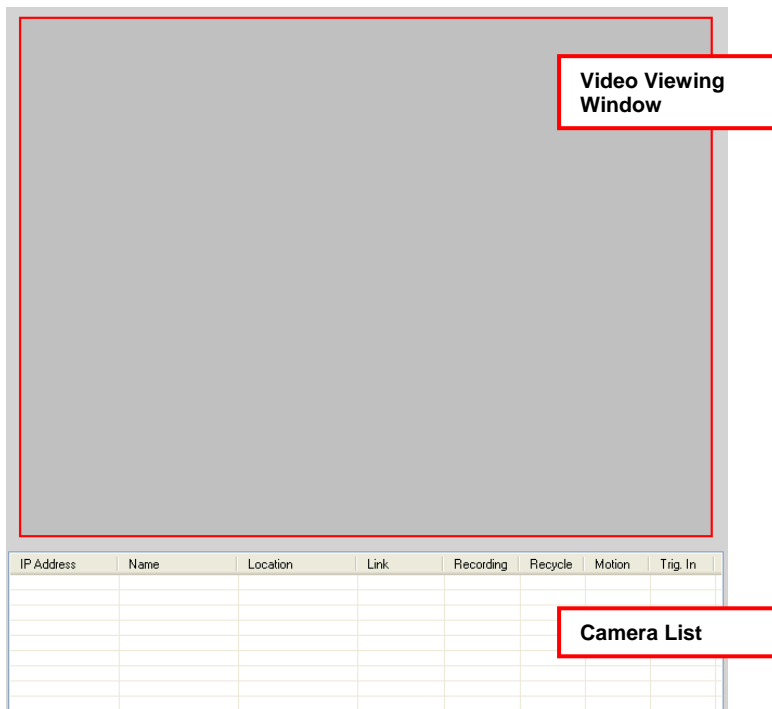 Video Viewing
Window
IP Address Name Location Link Recording Recycle Motion Trig. In
Camera List